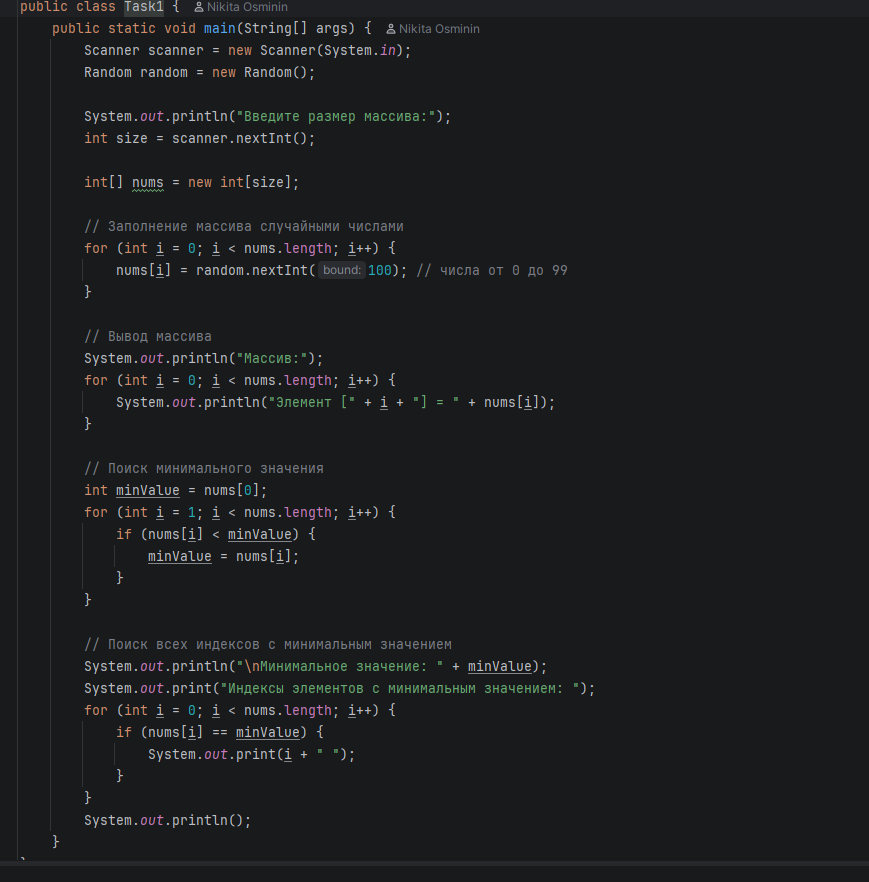 public class Task1 { Nikita Osminin
public static void main(String[] args) { Nikita Osminin
Scanner scanner = new Scanner(System.in);
Random random = new Random();
System.out.println("Введите размер массива:");
int size = scanner.nextInt();
int[] nums = new int[size];
// Заполнение массива случайными числами
for (int i = 0; i < nums.length; i++) {
nums[i] = random.nextInt( bound: 100); // числа от 0 до 99
}
// Вывод массива
System.out.println("Массив:");
for (int i = 0; i < nums.length; i++) {
System.out.println("Элемент [" + i + "] = " + nums[i]);
}
// Поиск минимального значения
int minValue = nums[0];
for (int i = 1; i < nums.length; i++) {
if (nums[i] < minValue) {
minValue = nums[i];
}
}
// Поиск всех индексов с минимальным значением
System.out.println("\nМинимальное значение: " + minValue);
System.out.print("Индексы элементов с минимальным значением: ");
for (int i = 0; i < nums.length; i++) {
if (nums[i] == minValue) {
System.out.print(i + " ");
}
}
System.out.println();
}
}